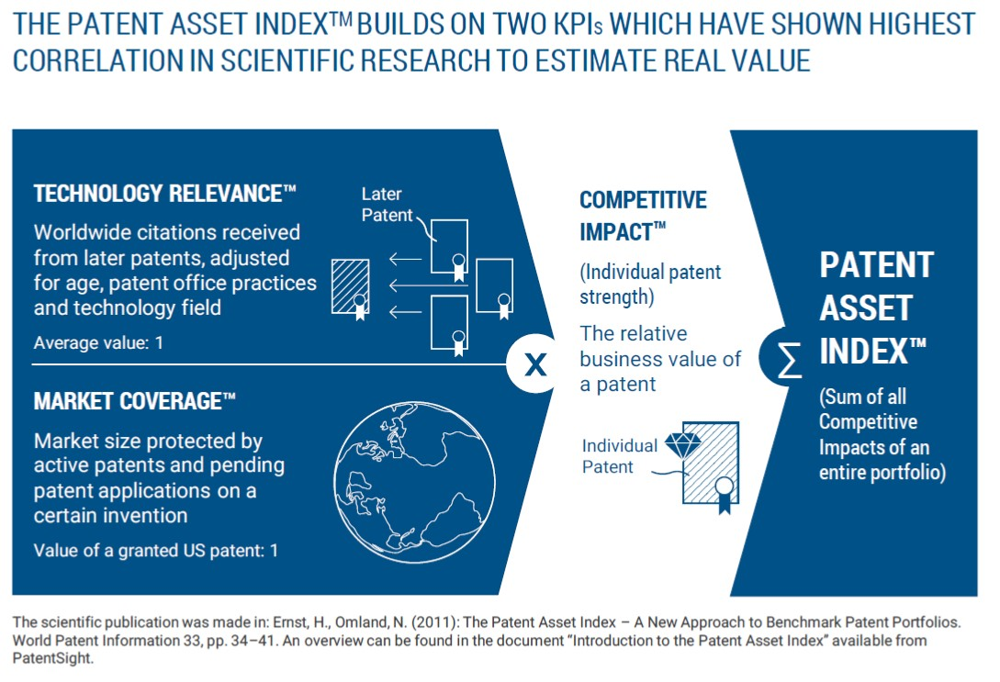 THE PATENT ASSET INDEX™ BUILDS ON TWO KPIs WHICH HAVE SHOWN HIGHEST
CORRELATION IN SCIENTIFIC RESEARCH TO ESTIMATE REAL VALUE
TECHNOLOGY RELEVANCE™
Worldwide citations received
from later patents, adjusted
for age, patent office practices
and technology field
Average value: 1
Later
Patent
MARKET COVERAGE™
Market size protected by
active patents and pending
patent applications on a
certain invention
Value of a granted US patent: 1
X
COMPETITIVE
IMPACT™
(Individual patent
strength)
The relative
business value of
a patent
Individual
Patent
∑
PATENT
ASSET
INDEX™
(Sum of all
Competitive
Impacts of an
entire portfolio)
The scientific publication was made in: Ernst, H., Omland, N. (2011): The Patent Asset Index – A New Approach to Benchmark Patent Portfolios.
World Patent Information 33, pp. 34–41. An overview can be found in the document “Introduction to the Patent Asset Index” available from
PatentSight.